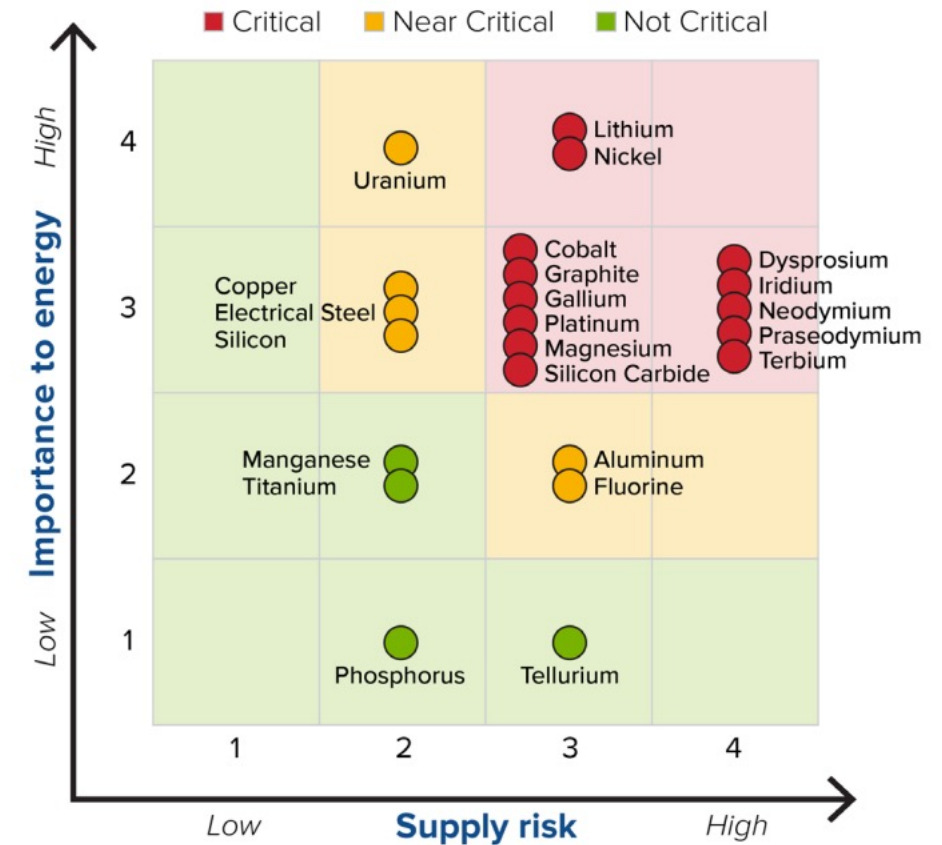 Critical
Near Critical
Not Critical
High
Importance to energy
Low
4
Uranium
Lithium
Nickel
3
Copper
Electrical Steel
Silicon
Cobalt
Graphite
Gallium
Platinum
Magnesium
Silicon Carbide
Dysprosium
Iridium
Neodymium
Praseodymium
Terbium
2
Manganese
Titanium
Aluminum
Fluorine
1
Phosphorus
Tellurium
1
2
3
4
Low
Supply risk
High